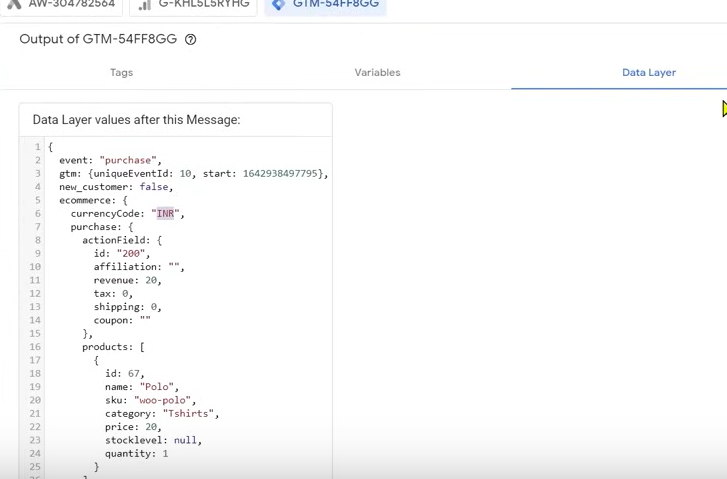 AW-304782564 G-KHL5L5RYHG GTM-54FF8GG
Output of GTM-54FF8GG
Tags Variables Data Layer
Data Layer values after this Message:
1 {
2 event: "purchase",
3 gtm: {uniqueEventId: 10, start: 1642938497795},
4 new_customer: false,
5 ecommerce: {
6 currencyCode: "INR",
7 purchase: {
8 actionField: {
9 id: "200",
10 affiliation: "",
11 revenue: 20,
12 tax: 0,
13 shipping: 0,
14 coupon: ""
15 },
16 products: [
17 {
18 id: 67,
19 name: "Polo",
20 sku: "woo-polo",
21 category: "Tshirts",
22 price: 20,
23 stocklevel: null,
24 quantity: 1
25 }